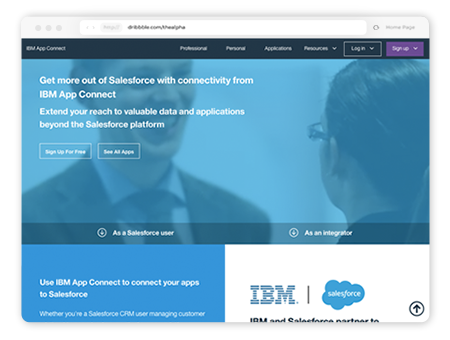 dribbble.com/thealpha
Home Page
IBM App Connect
Professional
Personal
Applications
Resources
Log in
Sign up
Get more out of Salesforce with connectivity from
IBM App Connect
Extend your reach to valuable data and applications
beyond the Salesforce platform
Sign Up For Free
See All Apps
As a Salesforce user
As an integrator
Use IBM App Connect to connect your apps
to Salesforce
Whether you're a Salesforce CRM user managing customer
IBM
salesforce
IBM and Salesforce partner to